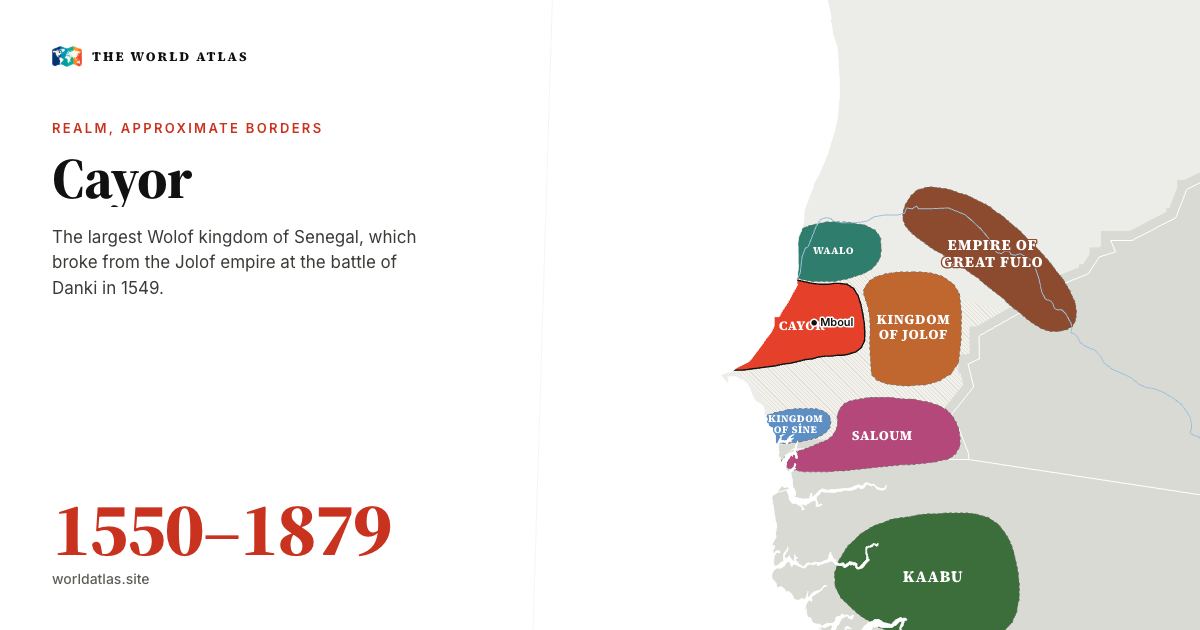 THE WORLD ATLAS
REALM, APPROXIMATE BORDERS
Cayor
The largest Wolof kingdom of Senegal, which
broke from the Jolof empire at the battle of
Danki in 1549.
1550–1879
worldatlas.site
WAALO
EMPIRE OF
GREAT FULO
CAYOR
Mboul
KINGDOM
OF JOLOF
KINGDOM
OF SĪNE
SALOUM
KAABU